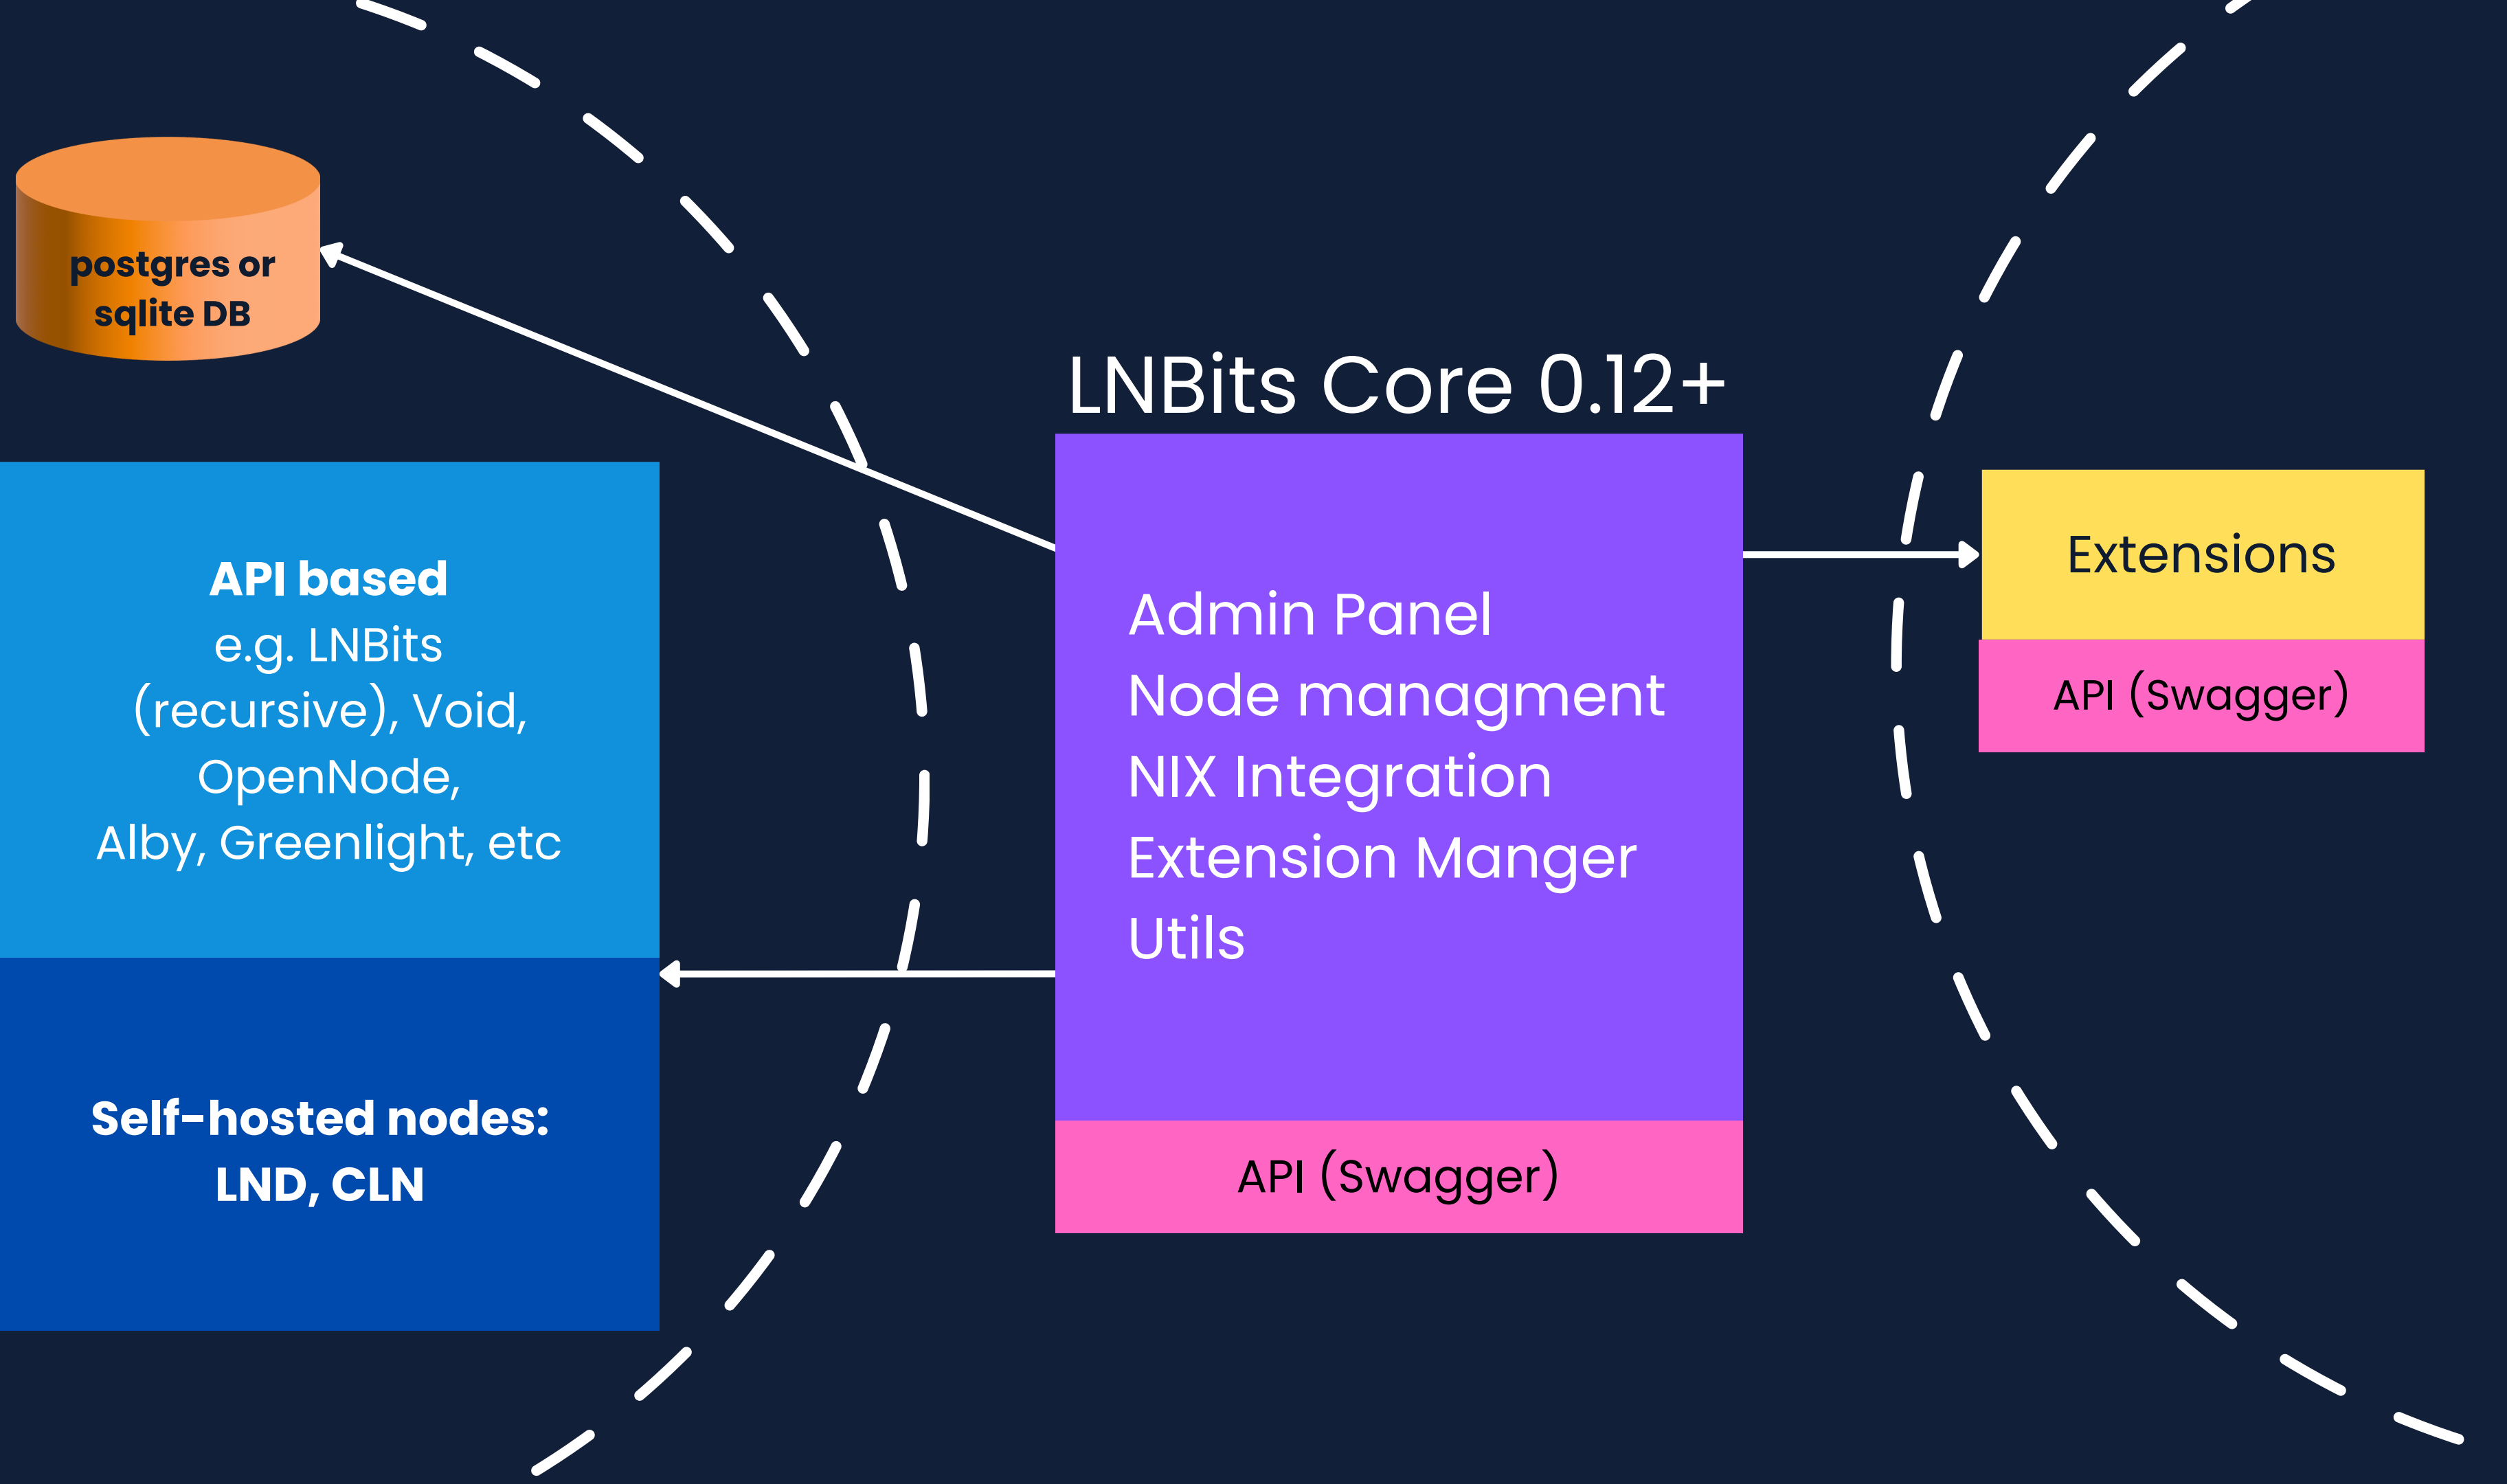 postgres or
sqlite DB
API based
e.g. LNBits
(recursive), Void,
OpenNode,
Alby, Greenlight, etc
Self-hosted nodes:
LND, CLN
LNBits Core 0.12+
Admin Panel
Node managment
NIX Integration
Extension Manger
Utils
API (Swagger)
Extensions
API (Swagger)